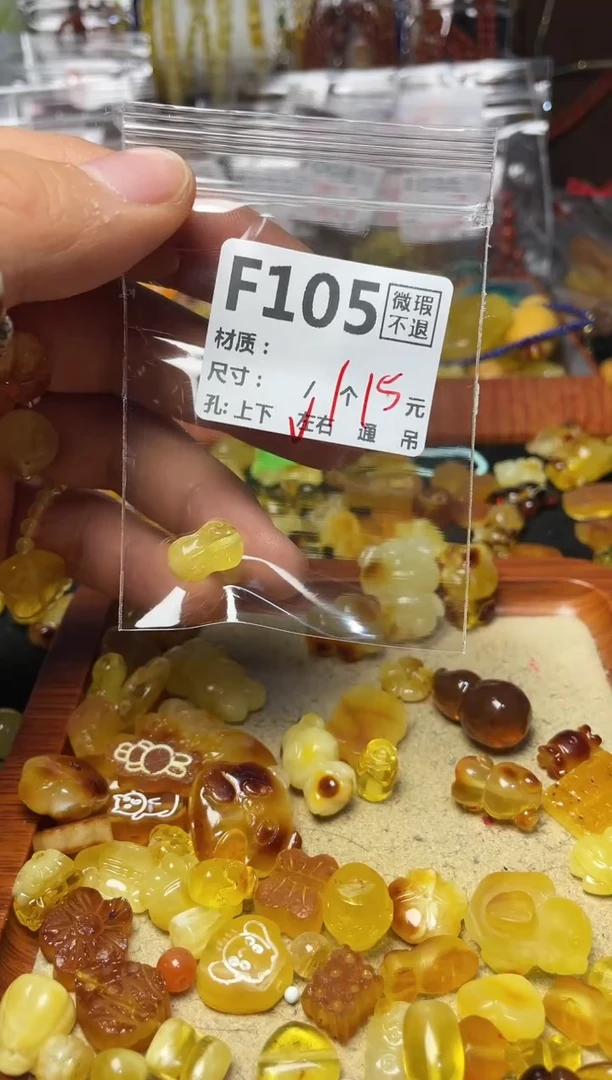 F105 微瑕
不退
材质：
尺寸： / 个 15 元
孔: 上下 左右 通 吊